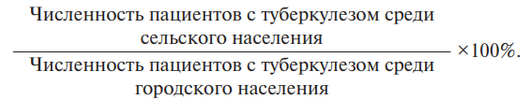 Численность пациентов с туберкулезом среди
сельского населения
×100%.
Численность пациентов с туберкулезом среди
городского населения